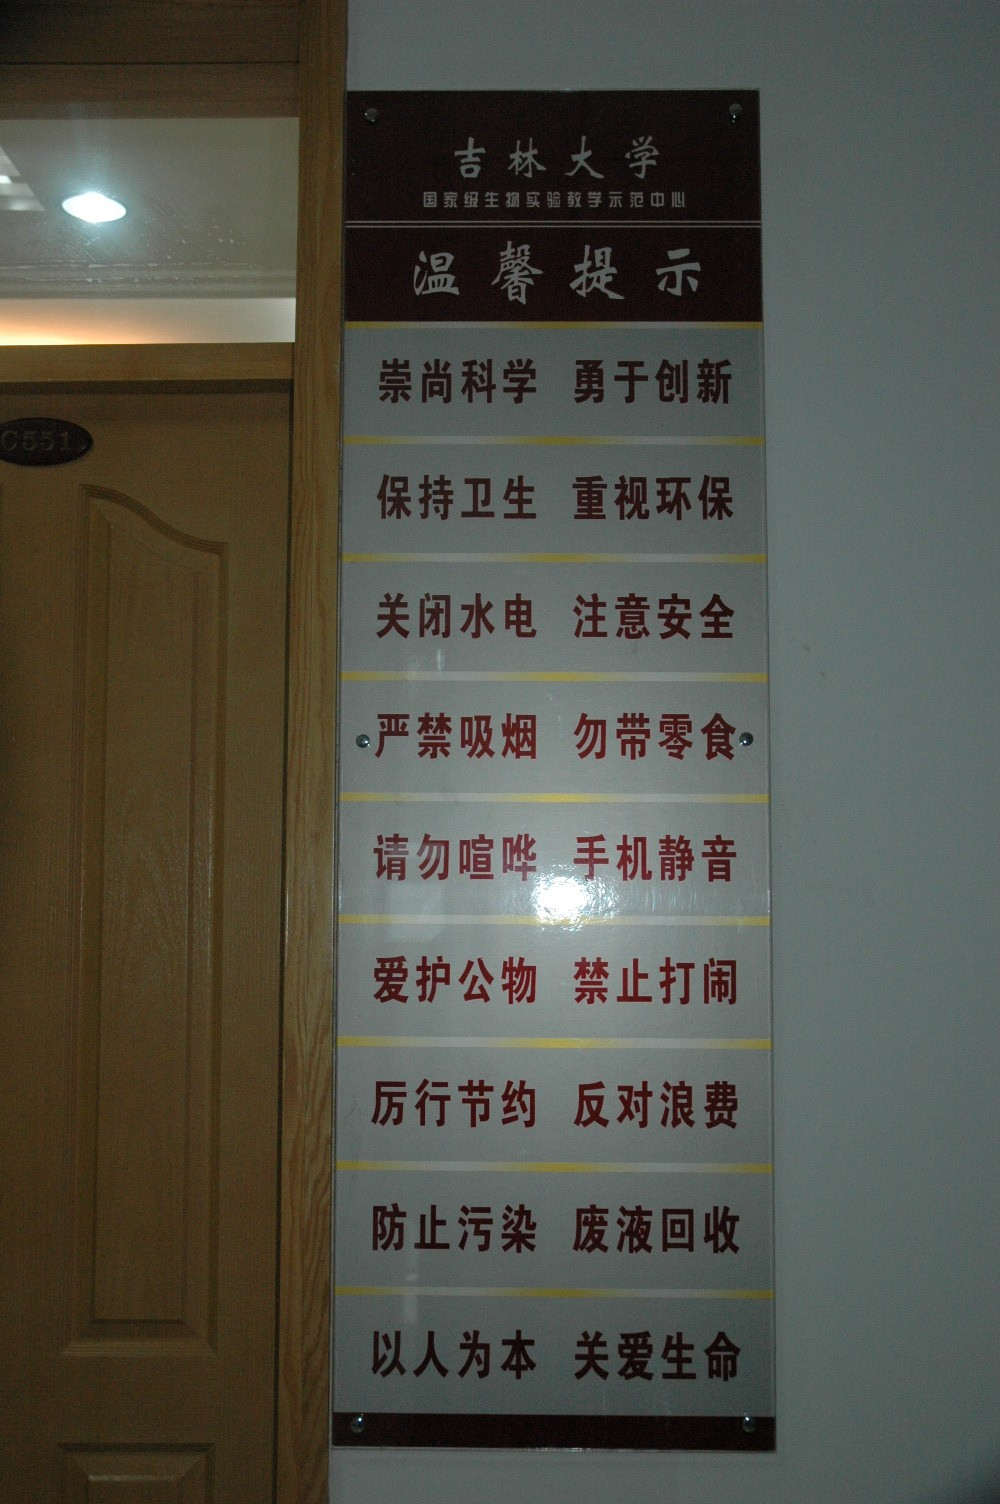 吉林大学
国家级生物实验教学示范中心
温馨提示
崇尚科学 勇于创新
保持卫生 重视环保
关闭水电 注意安全
严禁吸烟 勿带零食
请勿喧哗 手机静音
爱护公物 禁止打闹
厉行节约 反对浪费
防止污染 废液回收
以人为本 关爱生命
C551